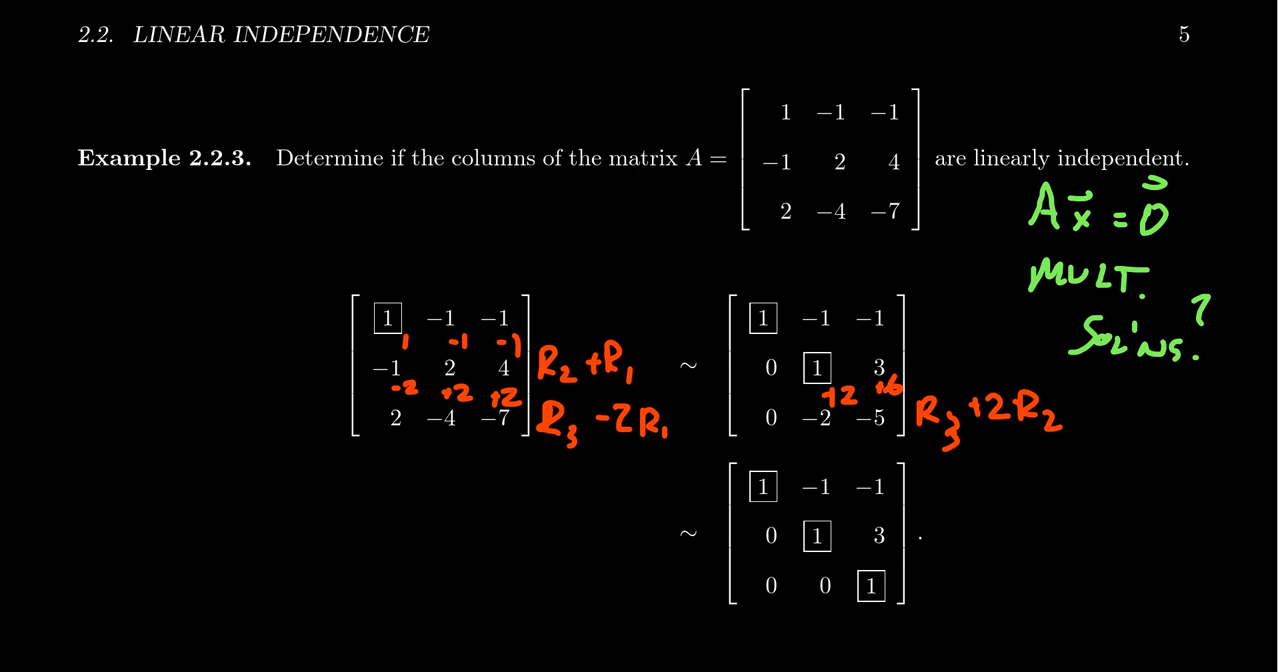 2.2. LINEAR INDEPENDENCE 5
Example 2.2.3. Determine if the columns of the matrix A = [ 1 −1 −1
−1 2 4
2 −4 −7 ] are linearly independent.
Ax⃗ = 0⃗
MULT.
SOL'NS.?
[ 1 −1 −1
1 -1 -1
−1 2 4 R₂ + R₁
-2 +2 +2
2 −4 −7 ] R₃ - 2R₁
~ [ 1 −1 −1
0 1 3
+2 +6
0 −2 −5 ] R₃ + 2R₂
~ [ 1 −1 −1
0 1 3
0 0 1 ] .